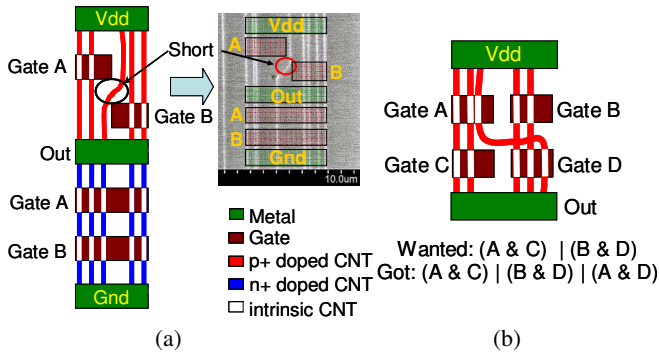 (a)
Vdd
Gate A
Short
Gate B
Out
Gate A
Gate B
Gnd
Vdd
A
B
Out
A
B
Gnd
10.0um
Metal
Gate
p+ doped CNT
n+ doped CNT
intrinsic CNT
(a)
Vdd
Gate A
Gate B
Gate C
Gate D
Out
Wanted: (A & C) | (B & D)
Got: (A & C) | (B & D) | (A & D)
(b)